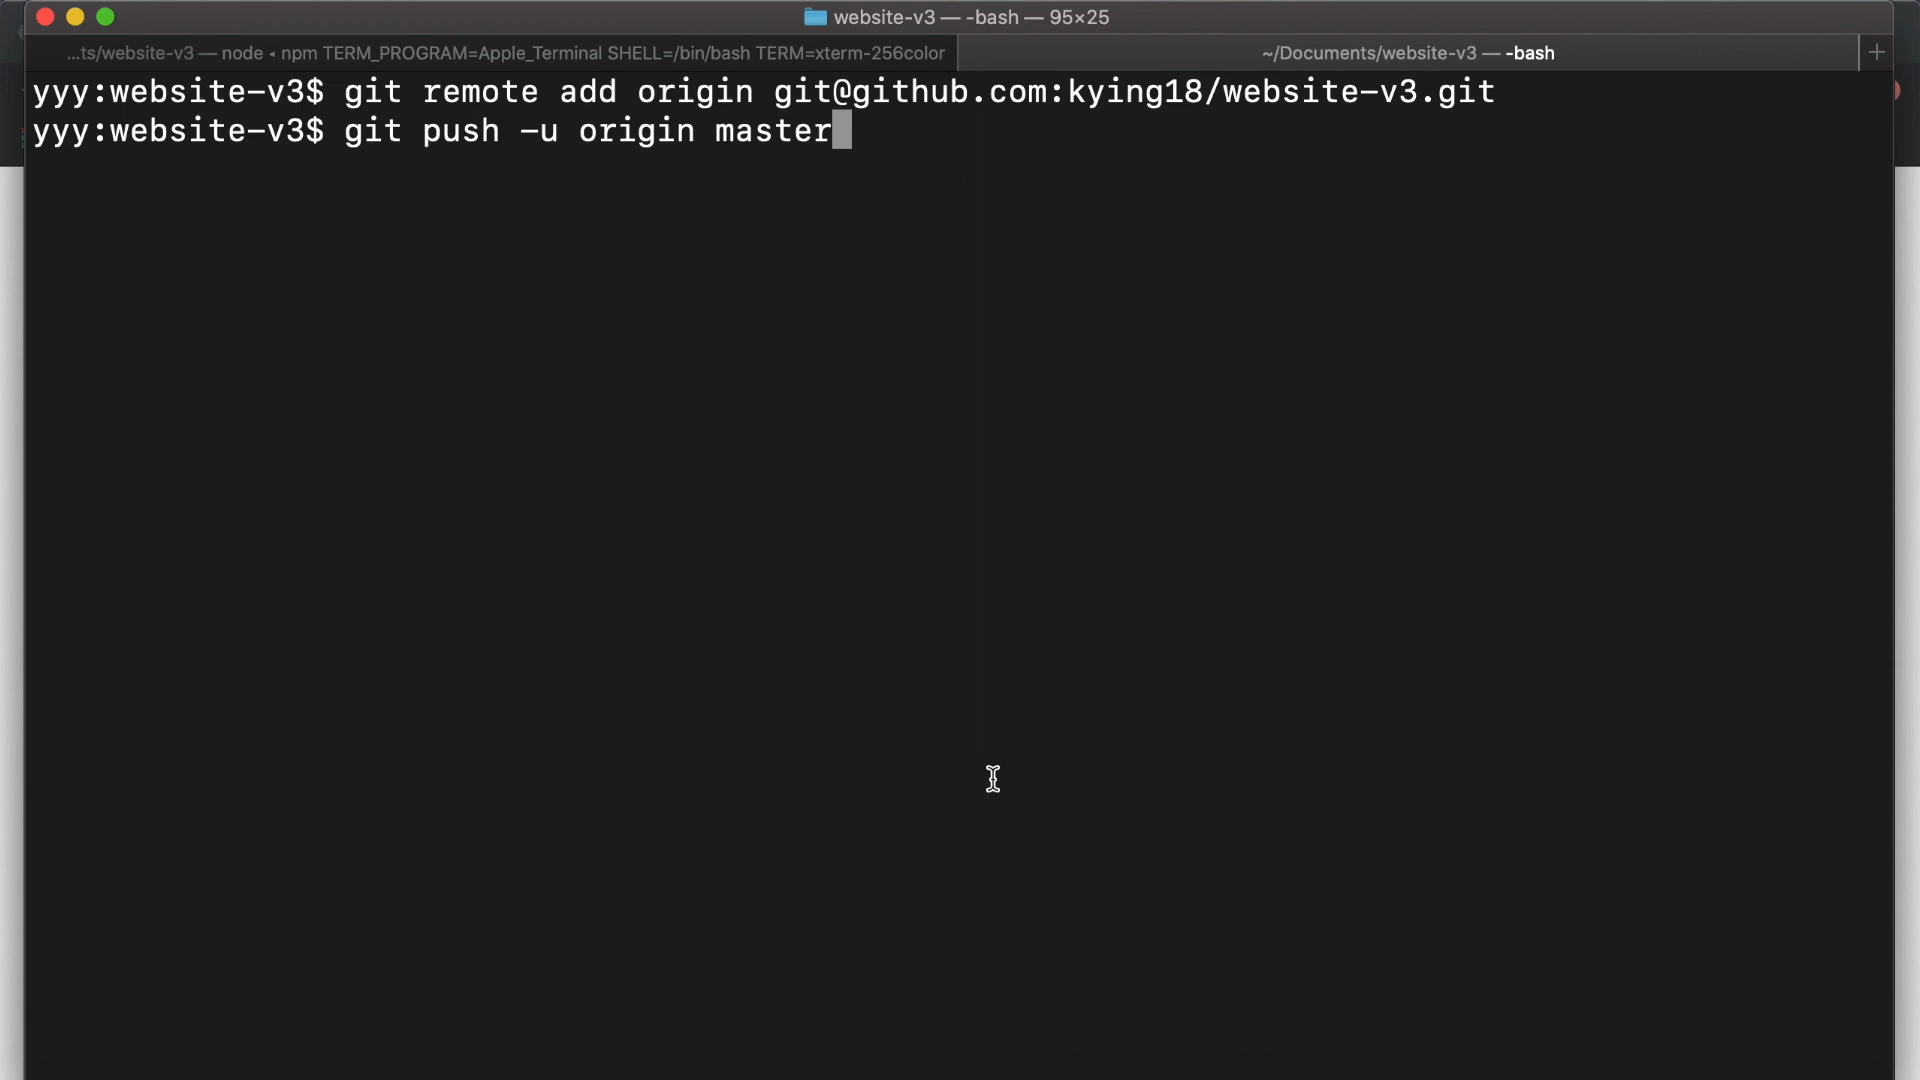 website-v3 — -bash — 95×25
...ts/website-v3 — node ◂ npm TERM_PROGRAM=Apple_Terminal SHELL=/bin/bash TERM=xterm-256color
~/Documents/website-v3 — -bash
+
yyy:website-v3$ git remote add origin git@github.com:kying18/website-v3.git
yyy:website-v3$ git push -u origin master